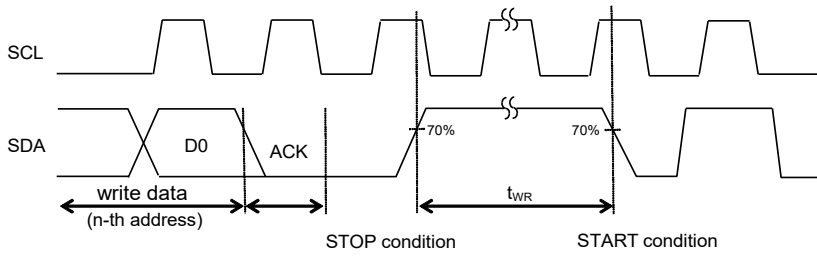 SCL
70%
70%
SDA
D0
ACK
write data
tWR
(n-th address)
STOP condition
START condition